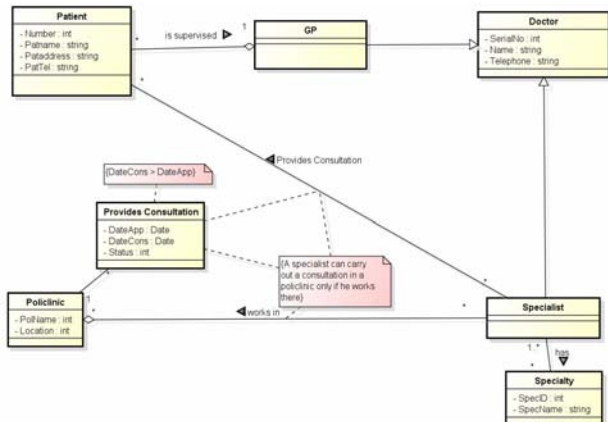 Patient
- Number : int
- Patname : string
- Pataddress : string
- PatTel : string
is supervised
1
*
GP
Doctor
- SerialNo : int
- Name : string
- Telephone : string
*
Provides Consultation
{DateCons > DateApp}
Provides Consultation
- DateApp : Date
- DateCons : Date
- Status : int
{A specialist can carry
out a consultation in a
policlinic only if he works
there}
*
1
Policlinic
- PolName : int
- Location : int
*
works in
*
*
Specialist
1..*
has
*
Specialty
- SpecID : int
- SpecName : string